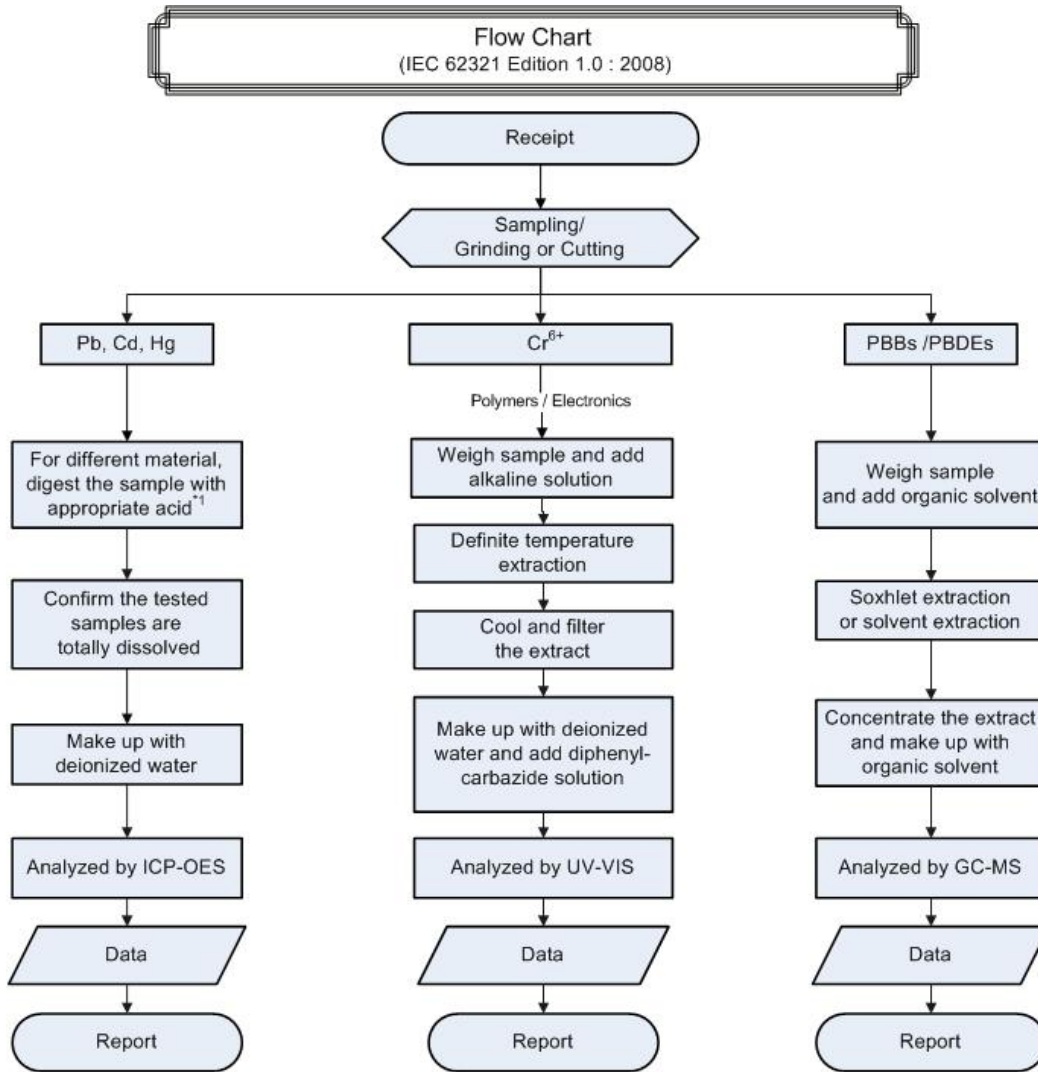 Flow Chart
(IEC 62321 Edition 1.0 : 2008)
Receipt
Sampling/
Grinding or Cutting
Pb, Cd, Hg
For different material,
digest the sample with
appropriate acid*1
Confirm the tested
samples are
totally dissolved
Make up with
deionized water
Analyzed by ICP-OES
Data
Report
Cr6+
Polymers / Electronics
Weigh sample and add
alkaline solution
Definite temperature
extraction
Cool and filter
the extract
Make up with deionized
water and add diphenyl-
carbazide solution
Analyzed by UV-VIS
Data
Report
PBBs /PBDEs
Weigh sample
and add organic solvent
Soxhlet extraction
or solvent extraction
Concentrate the extract
and make up with
organic solvent
Analyzed by GC-MS
Data
Report